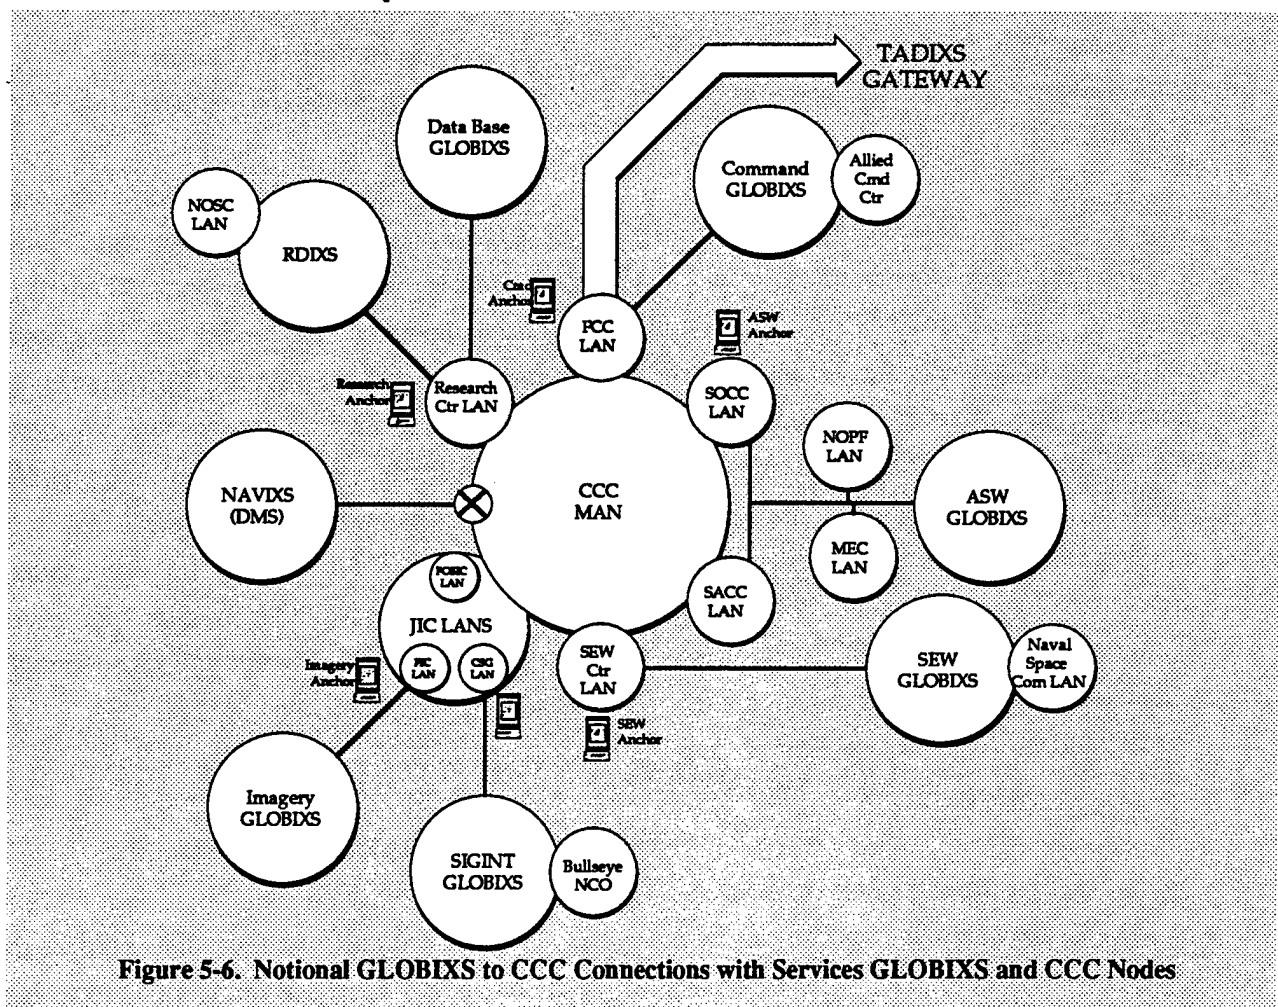 TADIXS
GATEWAY
Data Base
GLOBIXS
Command
GLOBIXS
Allied
Cmd
Ctr
NOSC
LAN
RDIXS
Cmd
Anchor
FCC
LAN
ASW
Anchor
Research
Anchor
Research
Ctr LAN
SOCC
LAN
NOPF
LAN
NAVIXS
(DMS)
CCC
MAN
ASW
GLOBIXS
MEC
LAN
LAN
SACC
LAN
JIC LANS
SEW
Ctr
LAN
SEW
GLOBIXS
Naval
Space
Com LAN
Imagery
Anchor
LAN
CSG
LAN
SEW
Anchor
Imagery
GLOBIXS
SIGINT
GLOBIXS
Bullseye
NCO
Figure 5-6. Notional GLOBIXS to CCC Connections with Services GLOBIXS and CCC Nodes